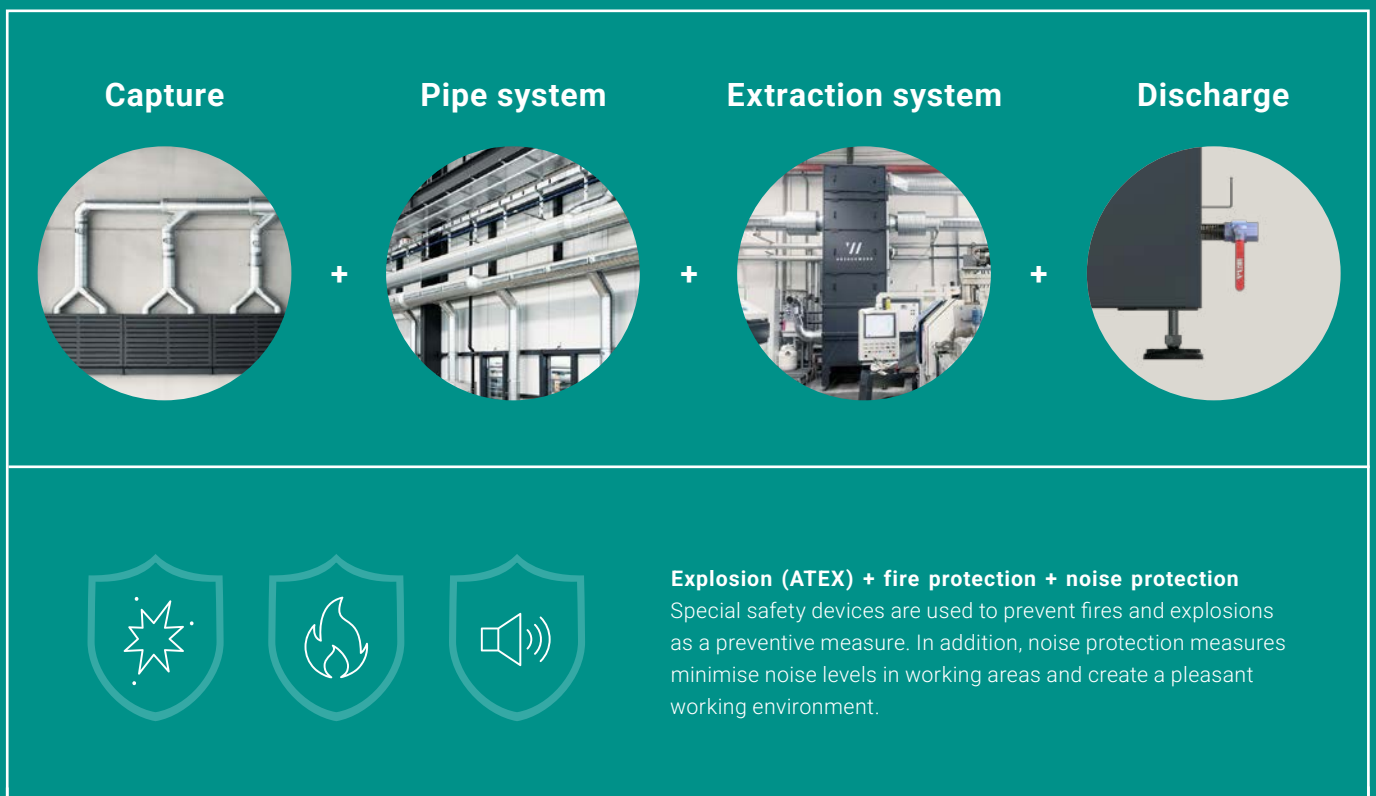 Capture
Pipe system
Extraction system
Discharge
+
+
+
Explosion (ATEX) + fire protection + noise protection
Special safety devices are used to prevent fires and explosions
as a preventive measure. In addition, noise protection measures
minimise noise levels in working areas and create a pleasant
working environment.